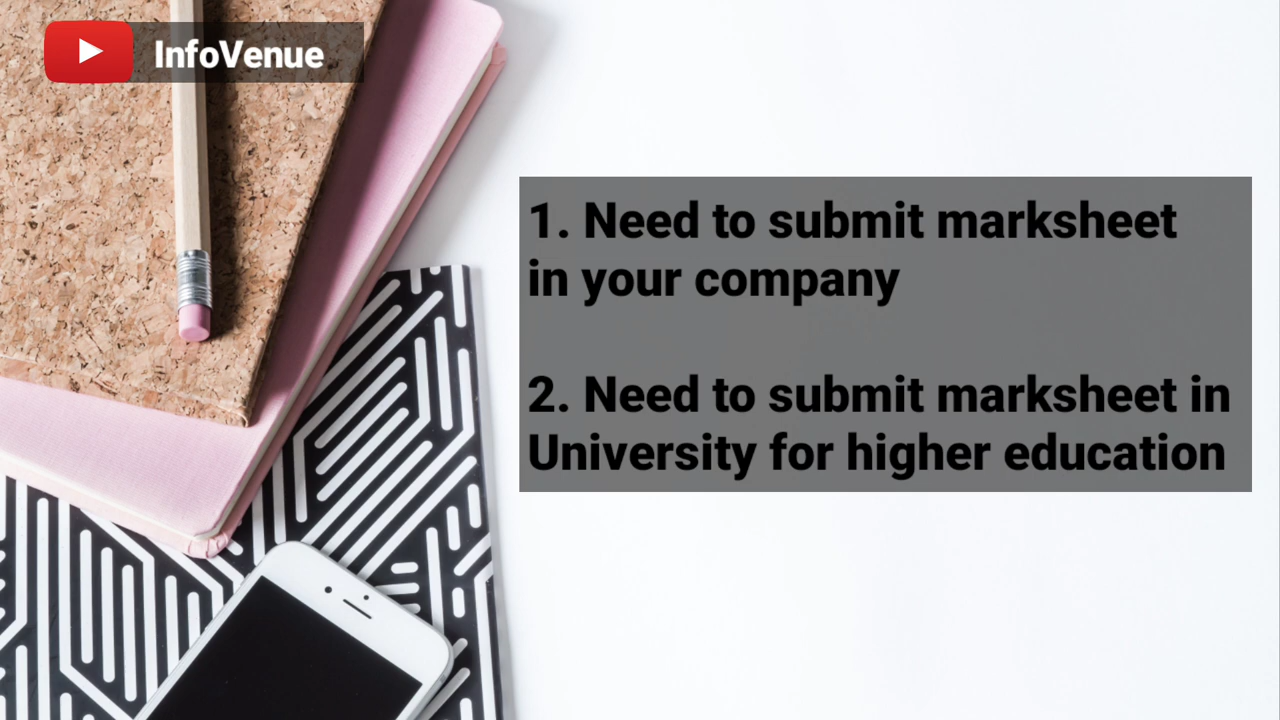 InfoVenue
1. Need to submit marksheet
in your company
2. Need to submit marksheet in
University for higher education